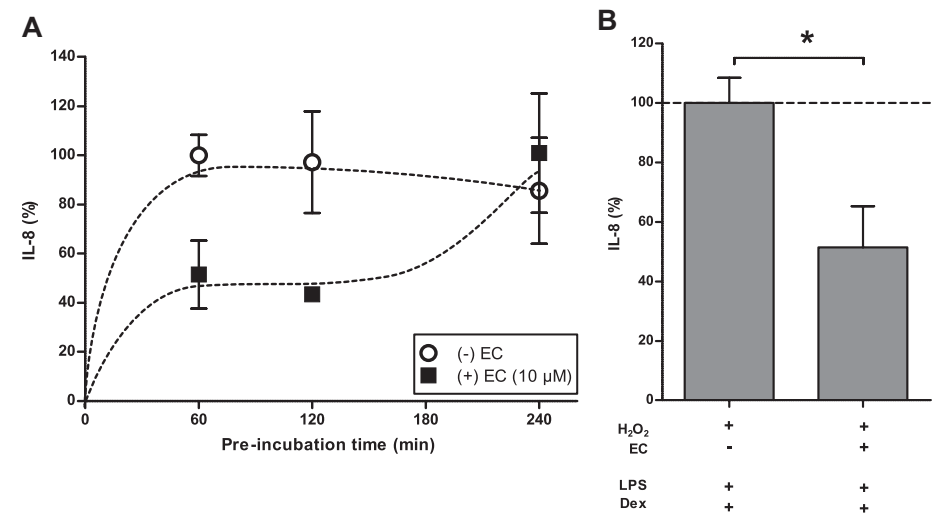 A
140
120
100
80
60
40
20
0
IL-8 (%)
0 60 120 180 240
Pre-incubation time (min)
(-) EC
(+) EC (10 µM)
B
*
120
100
80
60
40
20
0
IL-8 (%)
H₂O₂ + +
EC - +
LPS + +
Dex + +